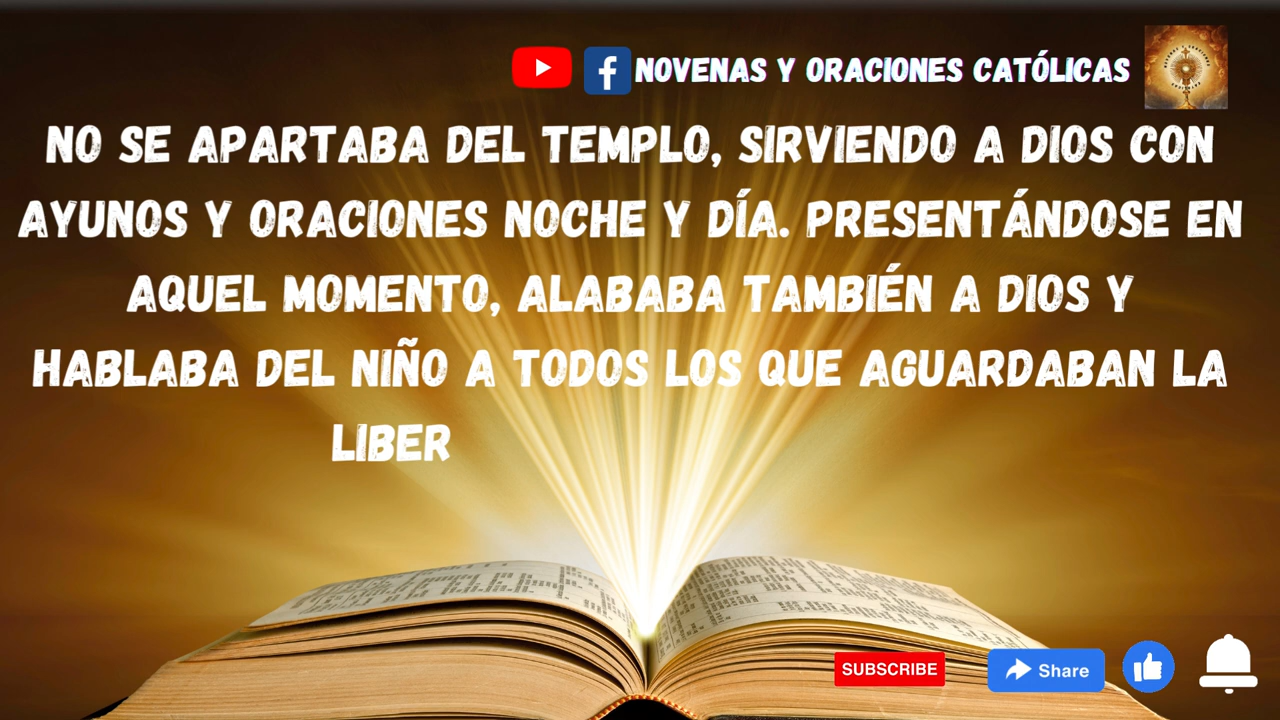 NOVENAS Y ORACIONES CATÓLICAS
NO SE APARTABA DEL TEMPLO, SIRVIENDO A DIOS CON
AYUNOS Y ORACIONES NOCHE Y DÍA. PRESENTÁNDOSE EN
AQUEL MOMENTO, ALABABA TAMBIÉN A DIOS Y
HABLABA DEL NIÑO A TODOS LOS QUE AGUARDABAN LA
LIBER
SUBSCRIBE
Share